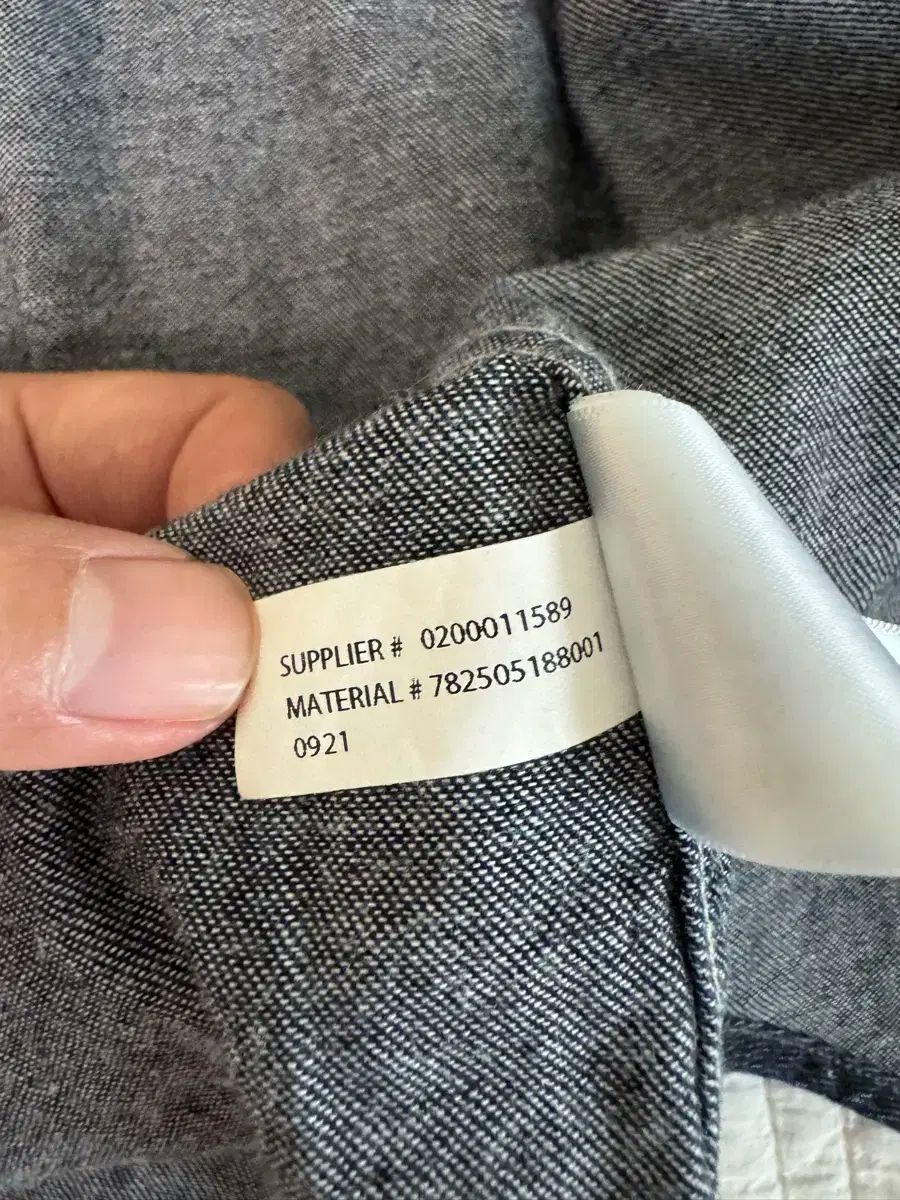 SUPPLIER # 0200011589
MATERIAL # 782505188001
0921